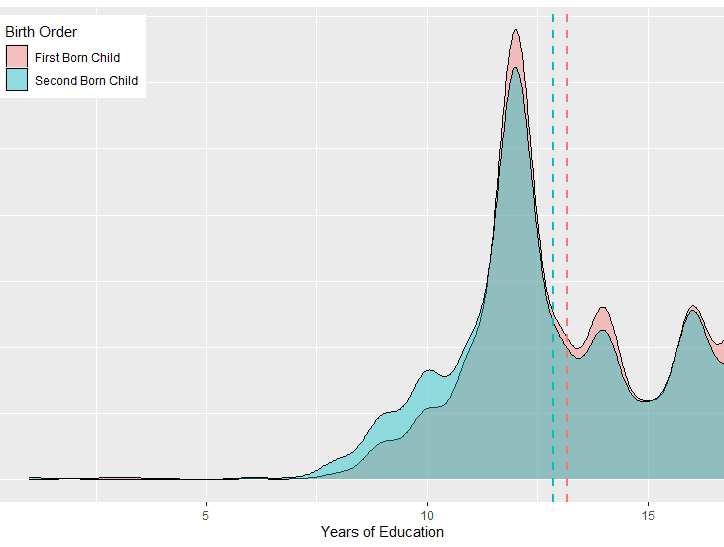 Birth Order
First Born Child
Second Born Child
5
10
15
Years of Education